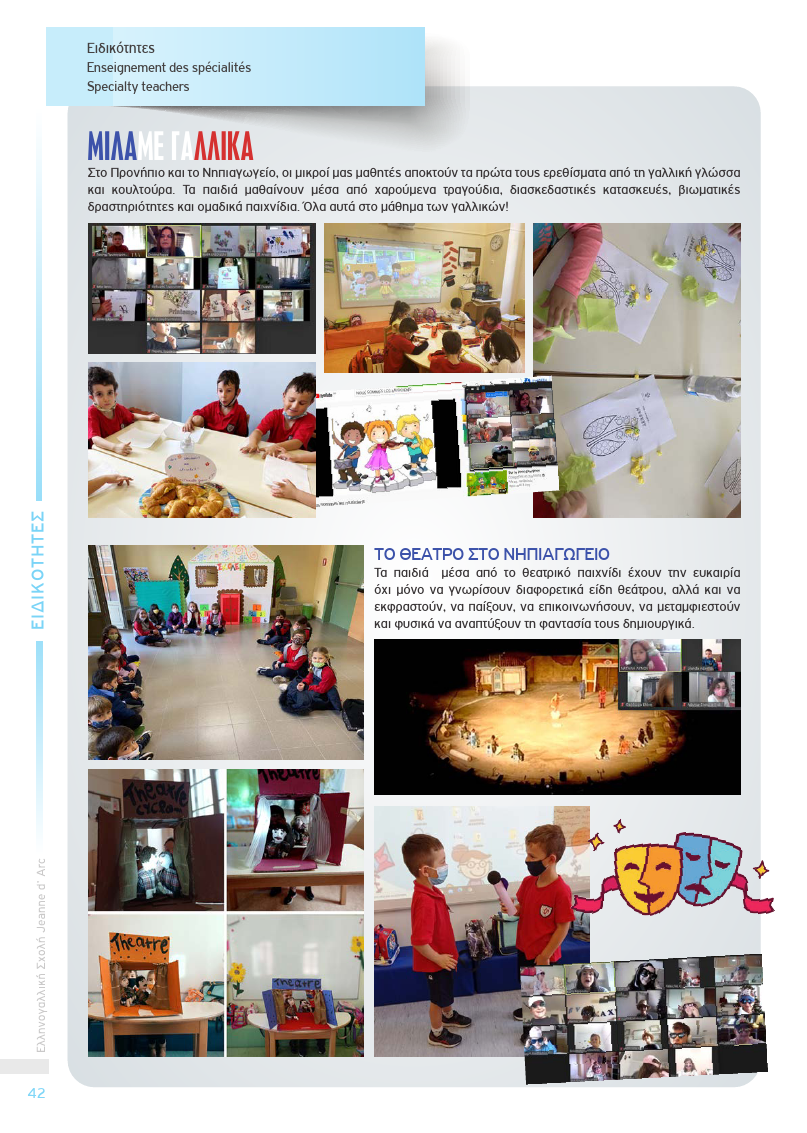 Ειδικότητες
Enseignement des spécialités
Specialty teachers
ΜΙΛΑΜΕ ΓΑΛΛΙΚΑ
Στο Προνήπιο και το Νηπιαγωγείο, οι μικροί μας μαθητές αποκτούν τα πρώτα τους ερεθίσματα από τη γαλλική γλώσσα
και κουλτούρα. Τα παιδιά μαθαίνουν μέσα από χαρούμενα τραγούδια, διασκεδαστικές κατασκευές, βιωματικές
δραστηριότητες και ομαδικά παιχνίδια. Όλα αυτά στο μάθημα των γαλλικών!
Printemps
ΤΟ ΘΕΑΤΡΟ ΣΤΟ ΝΗΠΙΑΓΩΓΕΙΟ
Τα παιδιά μέσα από το θεατρικό παιχνίδι έχουν την ευκαιρία
όχι μόνο να γνωρίσουν διαφορετικά είδη θεάτρου, αλλά και να
εκφραστούν, να παίξουν, να επικοινωνήσουν, να μεταμφιεστούν
και φυσικά να αναπτύξουν τη φαντασία τους δημιουργικά.
Theatre
Theatre
Theatre
Theatre
ΕΙΔΙΚΟΤΗΤΕΣ
Ελληνογαλλική Σχολή Jeanne d' Arc
42